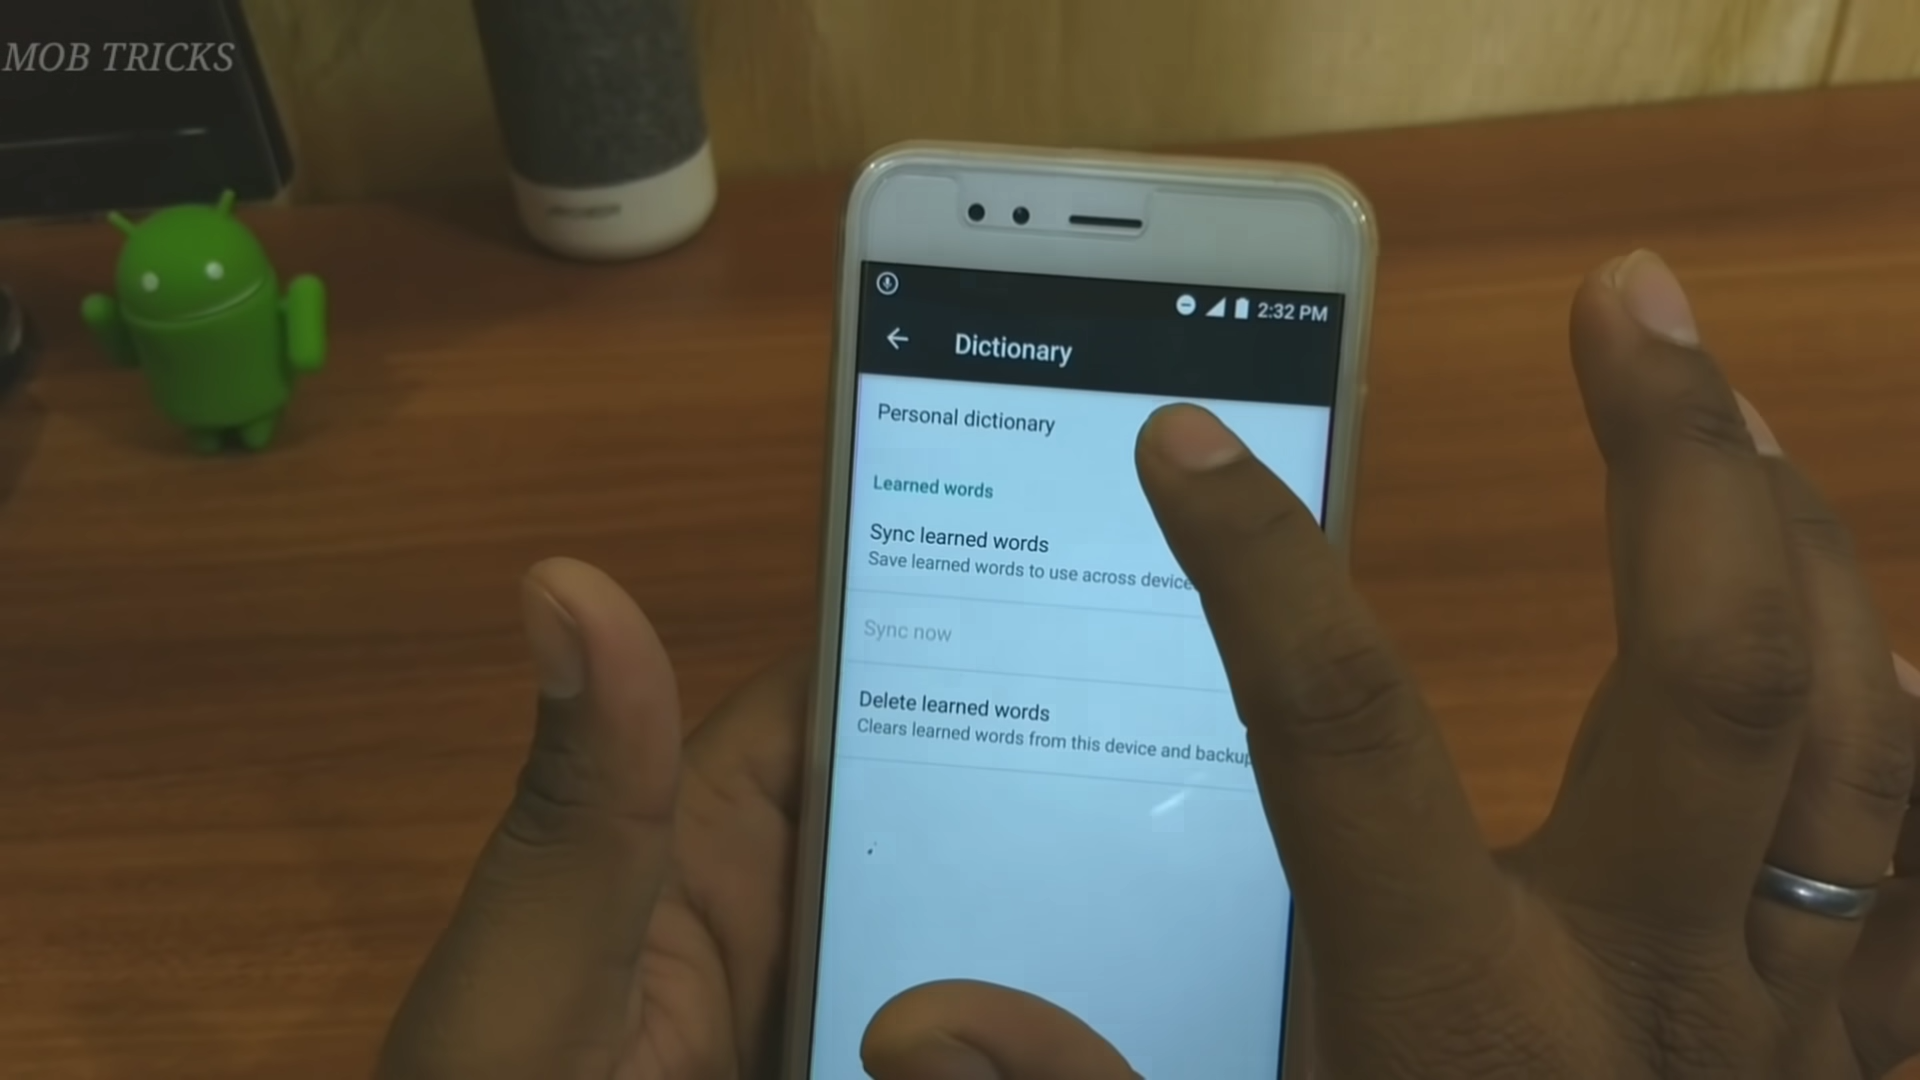 MOB TRICKS
2:32 PM
Dictionary
Personal dictionary
Learned words
Sync learned words
Save learned words to use across device
Sync now
Delete learned words
Clears learned words from this device and backup